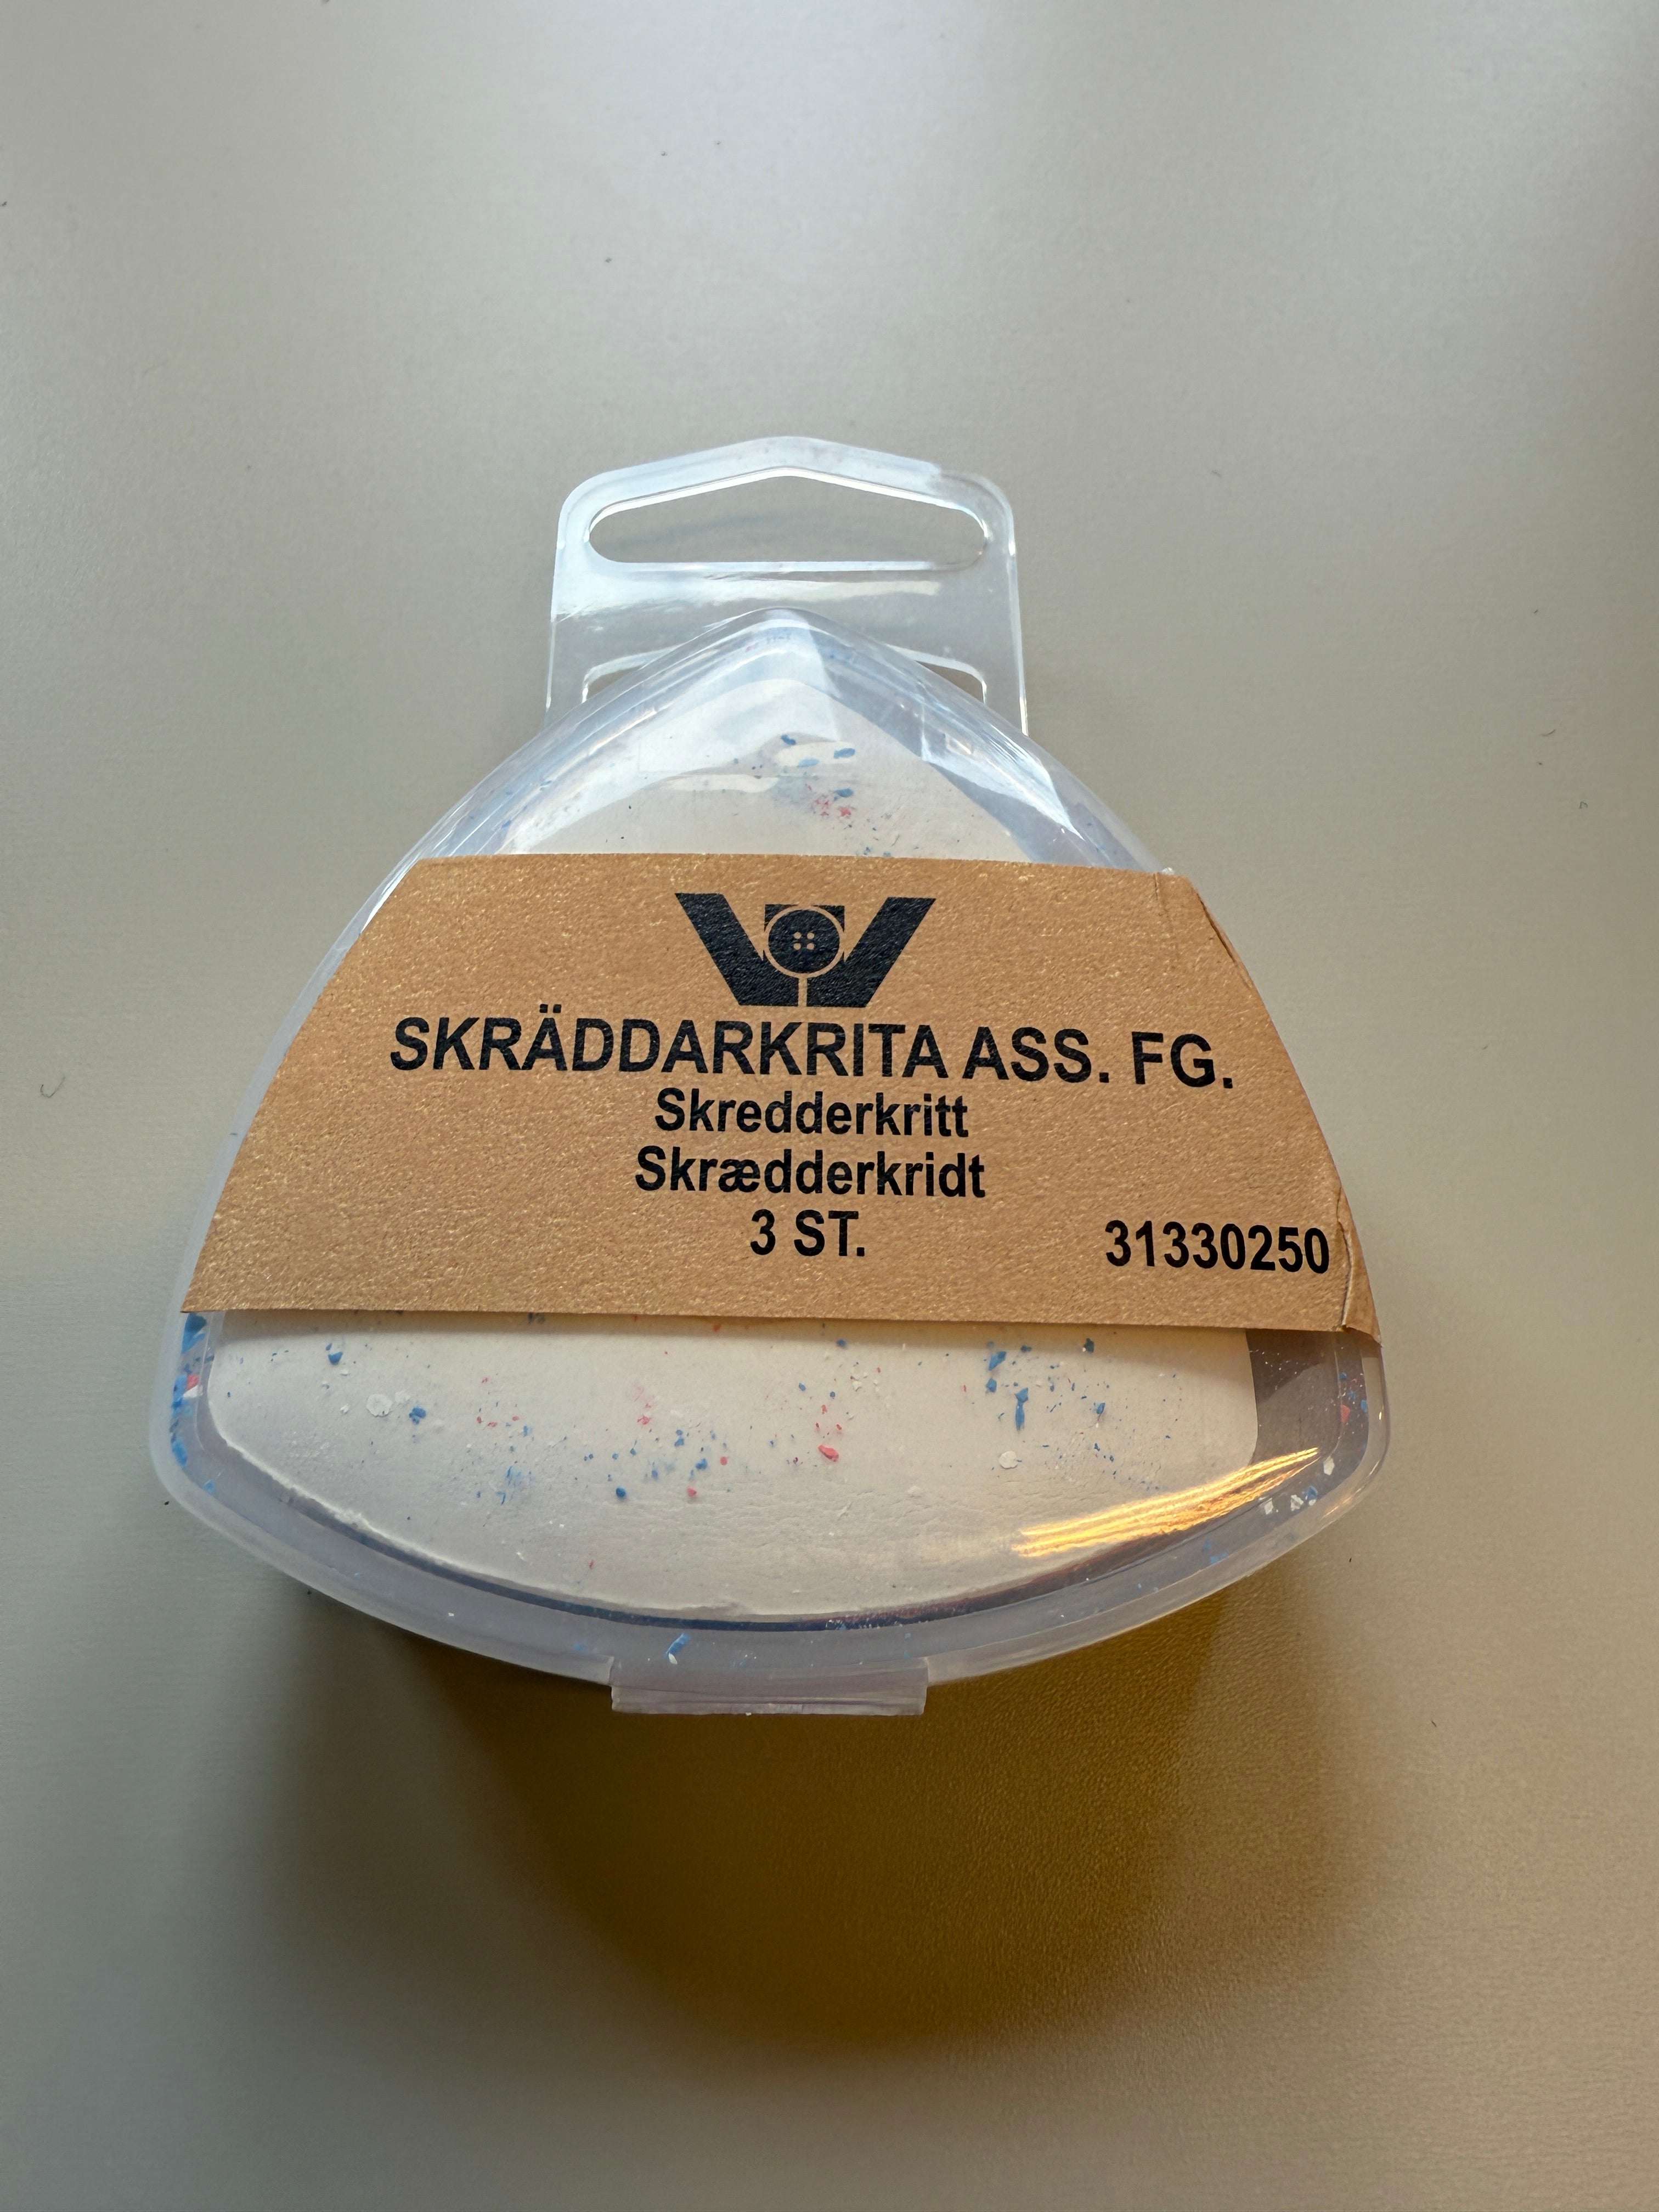 SKRÄDDARKRITA ASS. FG.
Skredderkritt
Skrædderkridt
3 ST.
31330250